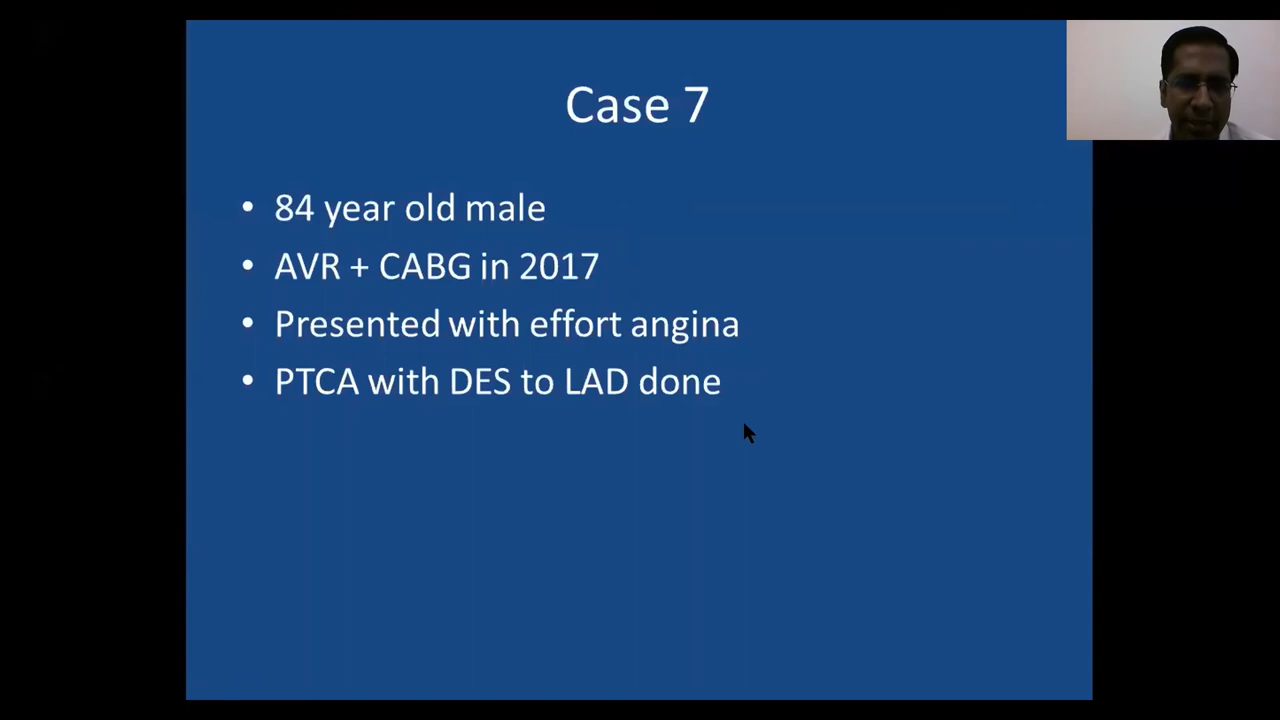 Case 7
• 84 year old male
• AVR + CABG in 2017
• Presented with effort angina
• PTCA with DES to LAD done